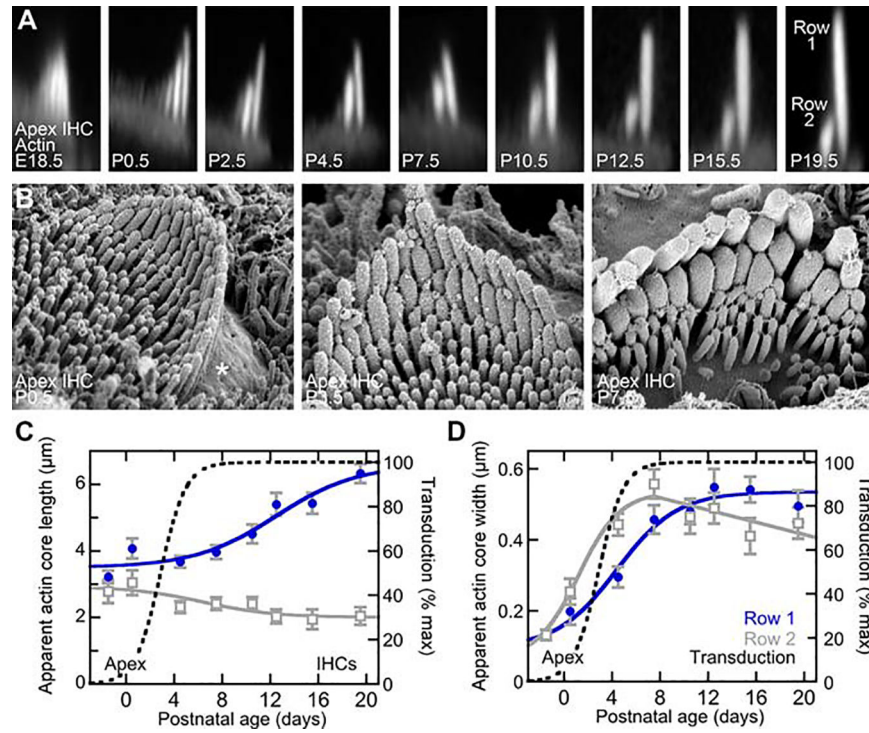 A
Apex IHC
Actin
E18.5
P0.5
P2.5
P4.5
P7.5
P10.5
P12.5
P15.5
Row
1
Row
2
P19.5
B
Apex IHC
P0.5
*
Apex IHC
Apex IHC
C
Apparent actin core length (µm)
6
4
2
0
Apex
IHCs
0 4 8 12 16 20
Postnatal age (days)
100
80
60
40
20
0
Transduction (% max)
D
Apparent actin core width (µm)
0.6
0.4
0.2
0
Row 1
Row 2
Apex
Transduction
0 4 8 12 16 20
Postnatal age (days)
100
80
60
40
20
0
Transduction (% max)